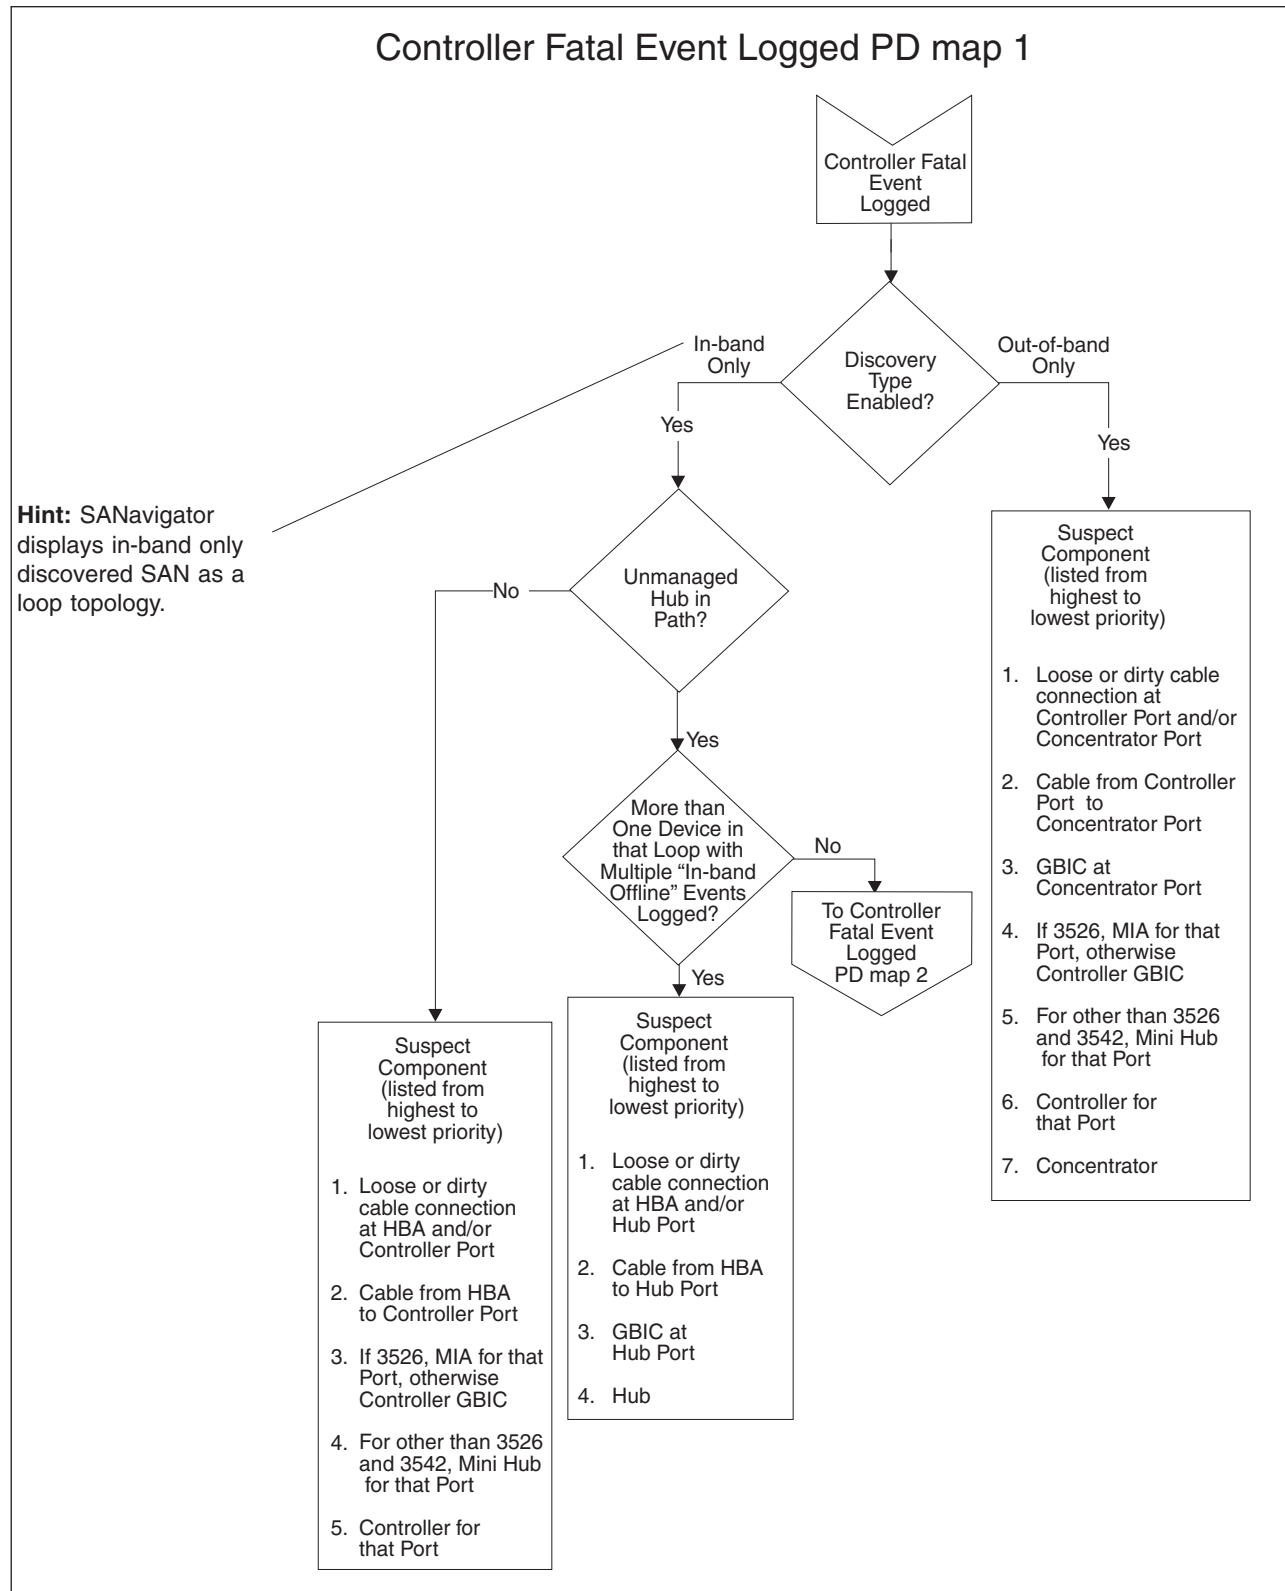 Controller Fatal Event Logged PD map 1
Controller Fatal
Event
Logged
In-band
Only
Discovery
Type
Enabled?
Out-of-band
Only
Yes
Yes
Hint: SANavigator
displays in-band only
discovered SAN as a
loop topology.
Unmanaged
Hub in
Path?
No
Yes
More than
One Device in
that Loop with
Multiple “In-band
Offline” Events
Logged?
No
To Controller
Fatal Event
Logged
PD map 2
Yes
Suspect
Component
(listed from
highest to
lowest priority)
1. Loose or dirty
cable connection
at HBA and/or
Controller Port
2. Cable from HBA
to Controller Port
3. If 3526, MIA for that
Port, otherwise
Controller GBIC
4. For other than 3526
and 3542, Mini Hub
for that Port
5. Controller for
that Port
Suspect
Component
(listed from
highest to
lowest priority)
1. Loose or dirty
cable connection
at HBA and/or
Hub Port
2. Cable from HBA
to Hub Port
3. GBIC at
Hub Port
4. Hub
Suspect
Component
(listed from
highest to
lowest priority)
1. Loose or dirty cable
connection at
Controller Port and/or
Concentrator Port
2. Cable from Controller
Port to
Concentrator Port
3. GBIC at
Concentrator Port
4. If 3526, MIA for that
Port, otherwise
Controller GBIC
5. For other than 3526
and 3542, Mini Hub
for that Port
6. Controller for
that Port
7. Concentrator